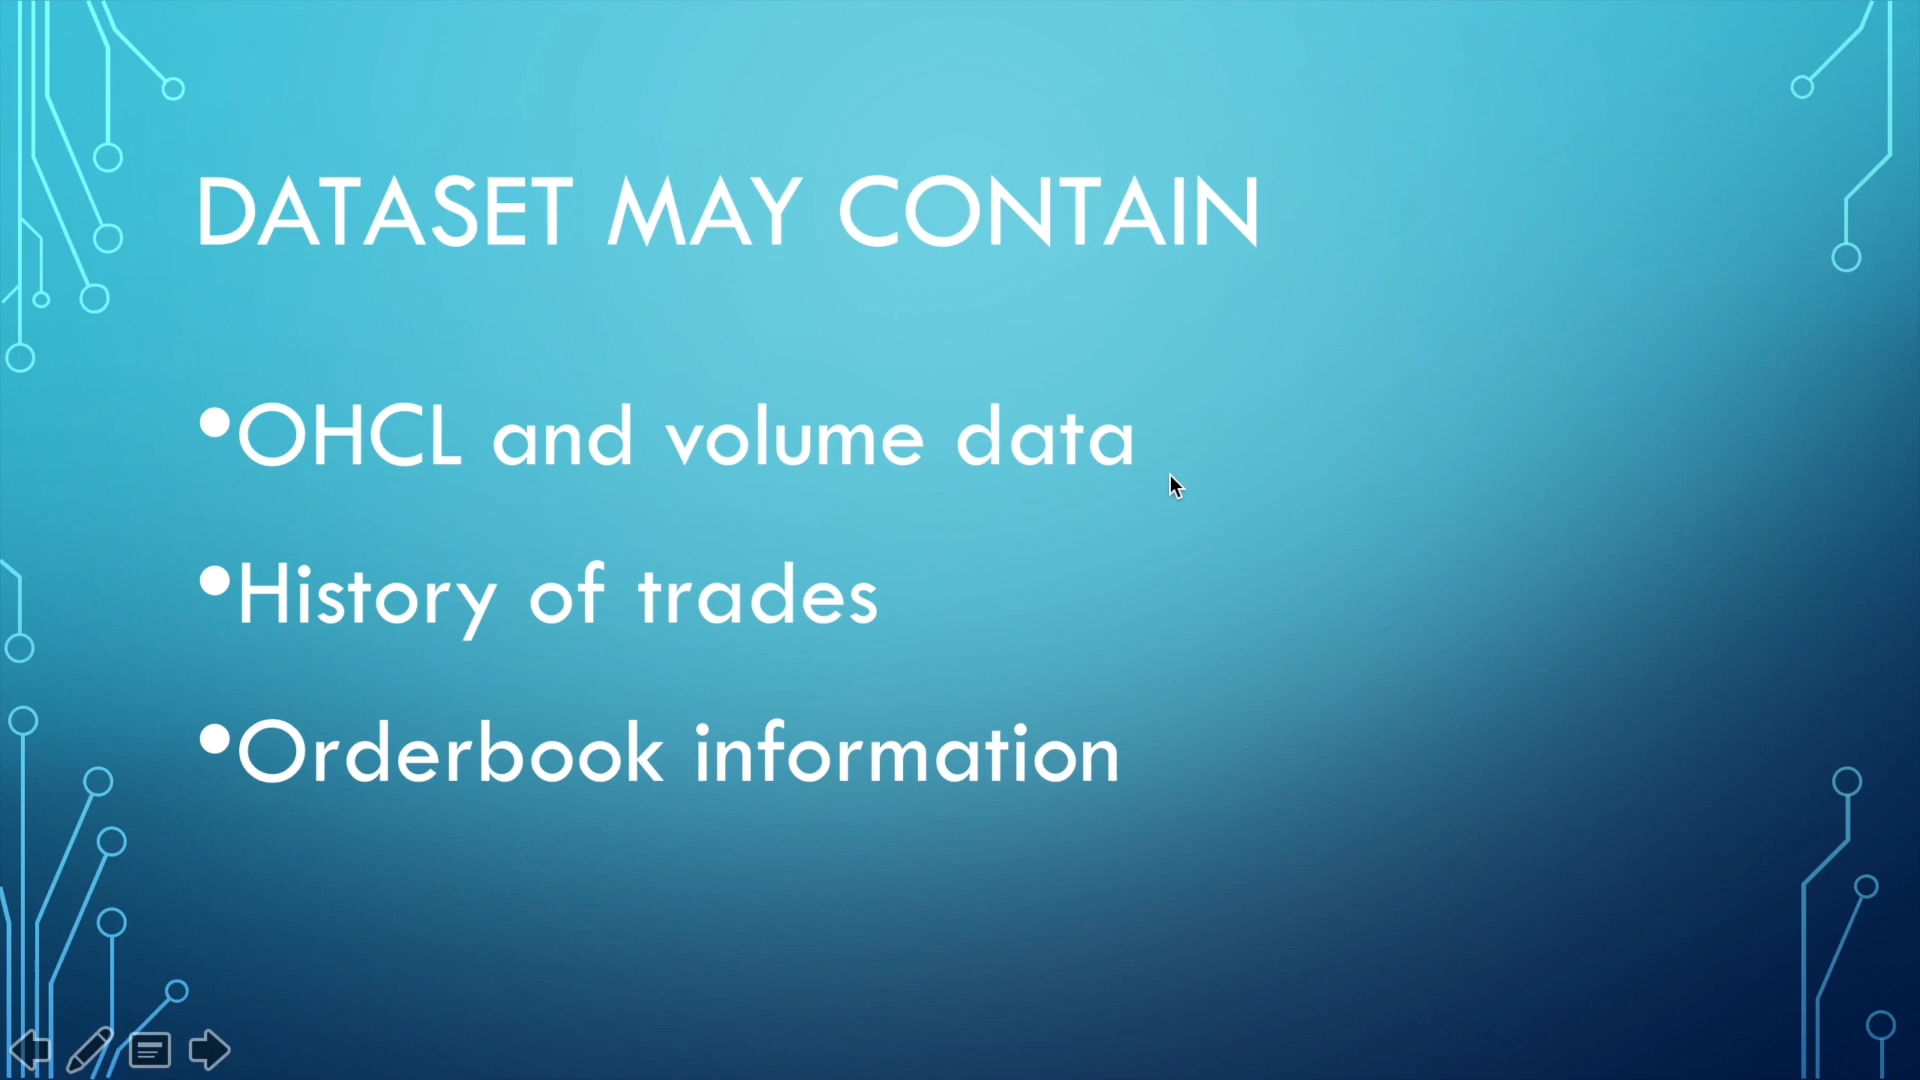 DATASET MAY CONTAIN
•OHCL and volume data
•History of trades
•Orderbook information